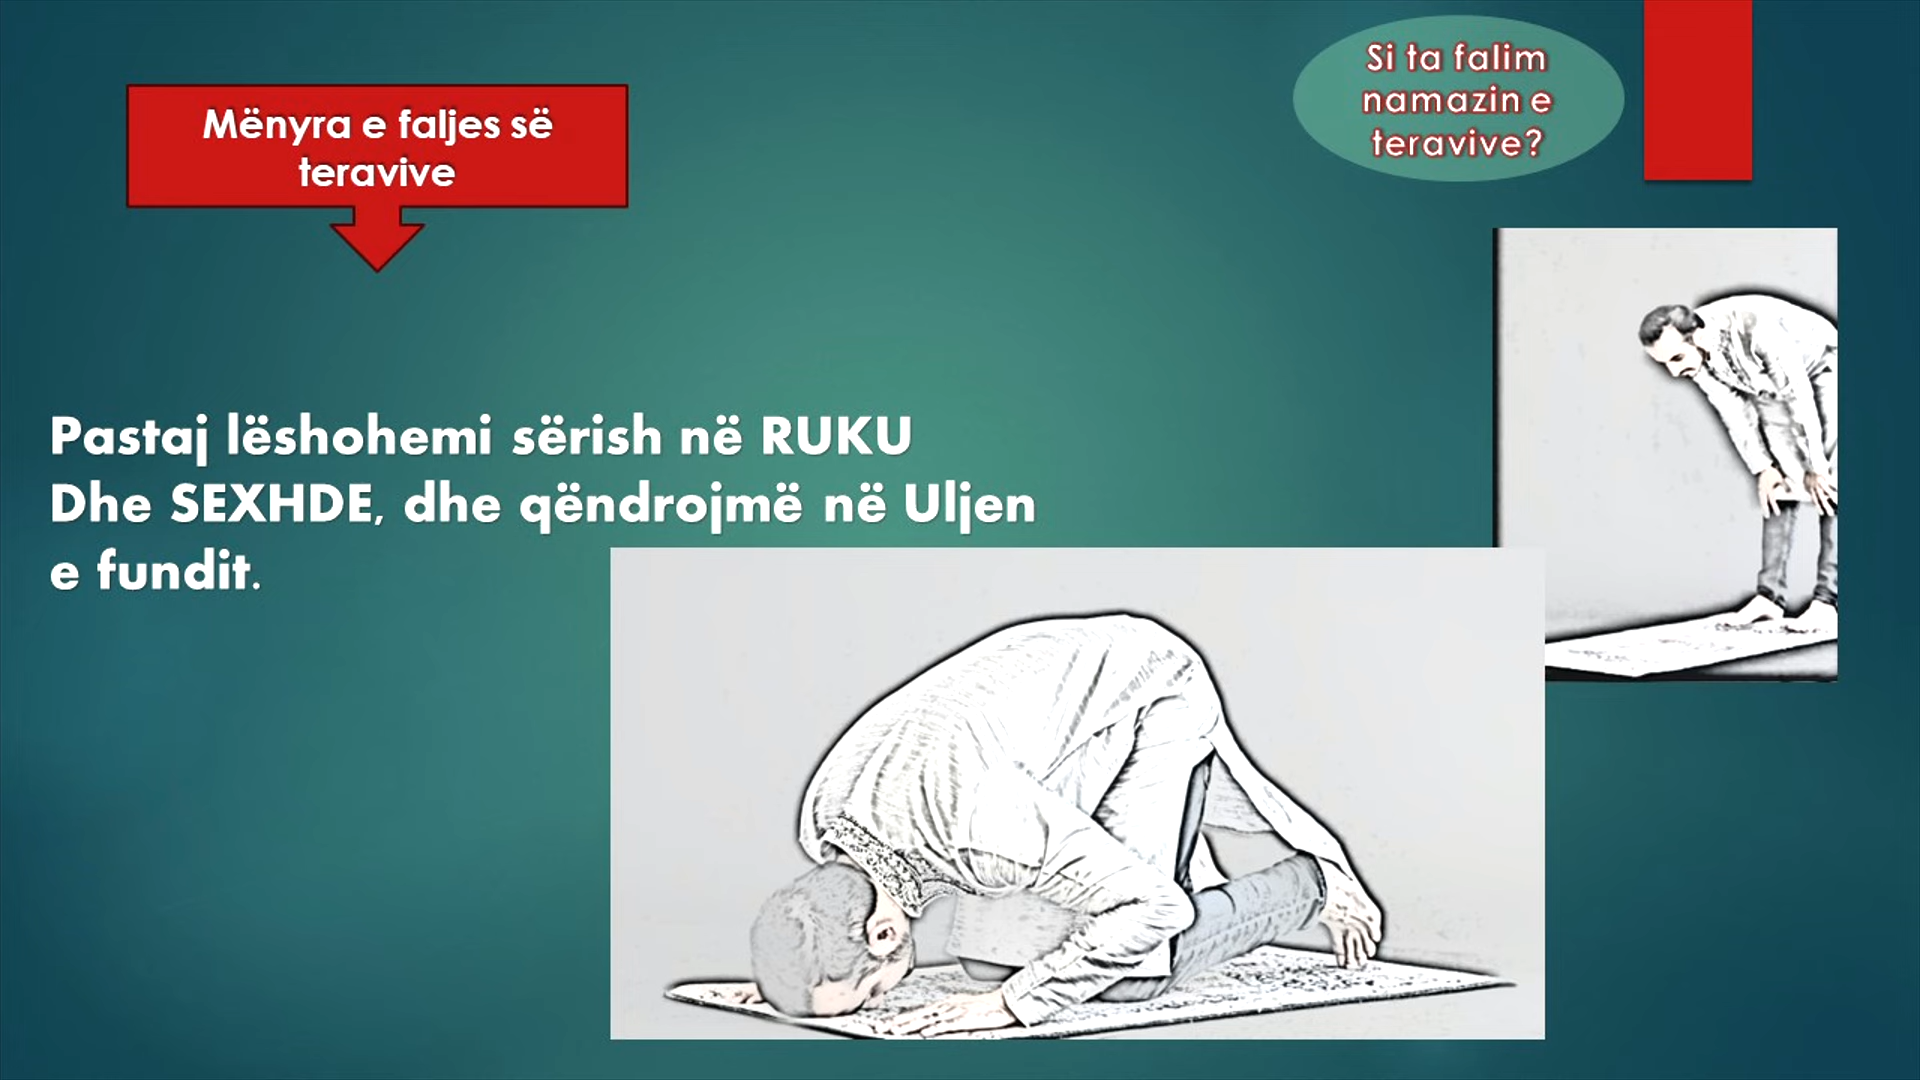 Si ta falim
namazin e
teravive?
Mënyra e faljes së
teravive
Pastaj lëshohemi sërish në RUKU
Dhe SEXHDE, dhe qëndrojmë në Uljen
e fundit.